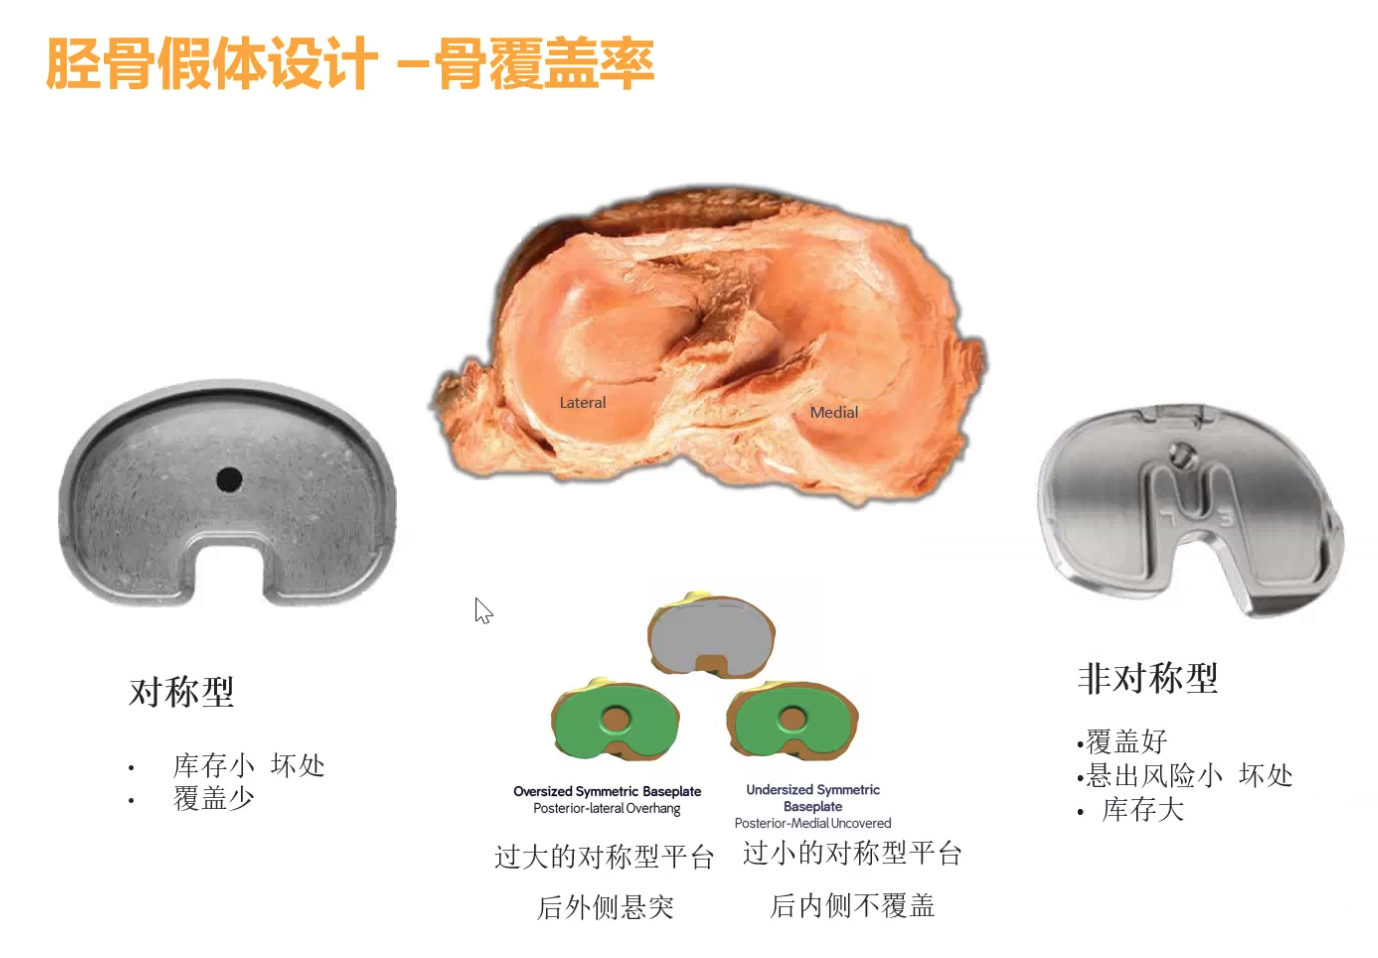 胫骨假体设计 –骨覆盖率
Lateral
Medial
对称型
• 库存小 坏处
• 覆盖少
Oversized Symmetric Baseplate
Posterior-lateral Overhang
过大的对称型平台
后外侧悬突
Undersized Symmetric
Baseplate
Posterior-Medial Uncovered
过小的对称型平台
后内侧不覆盖
非对称型
•覆盖好
•悬出风险小 坏处
• 库存大